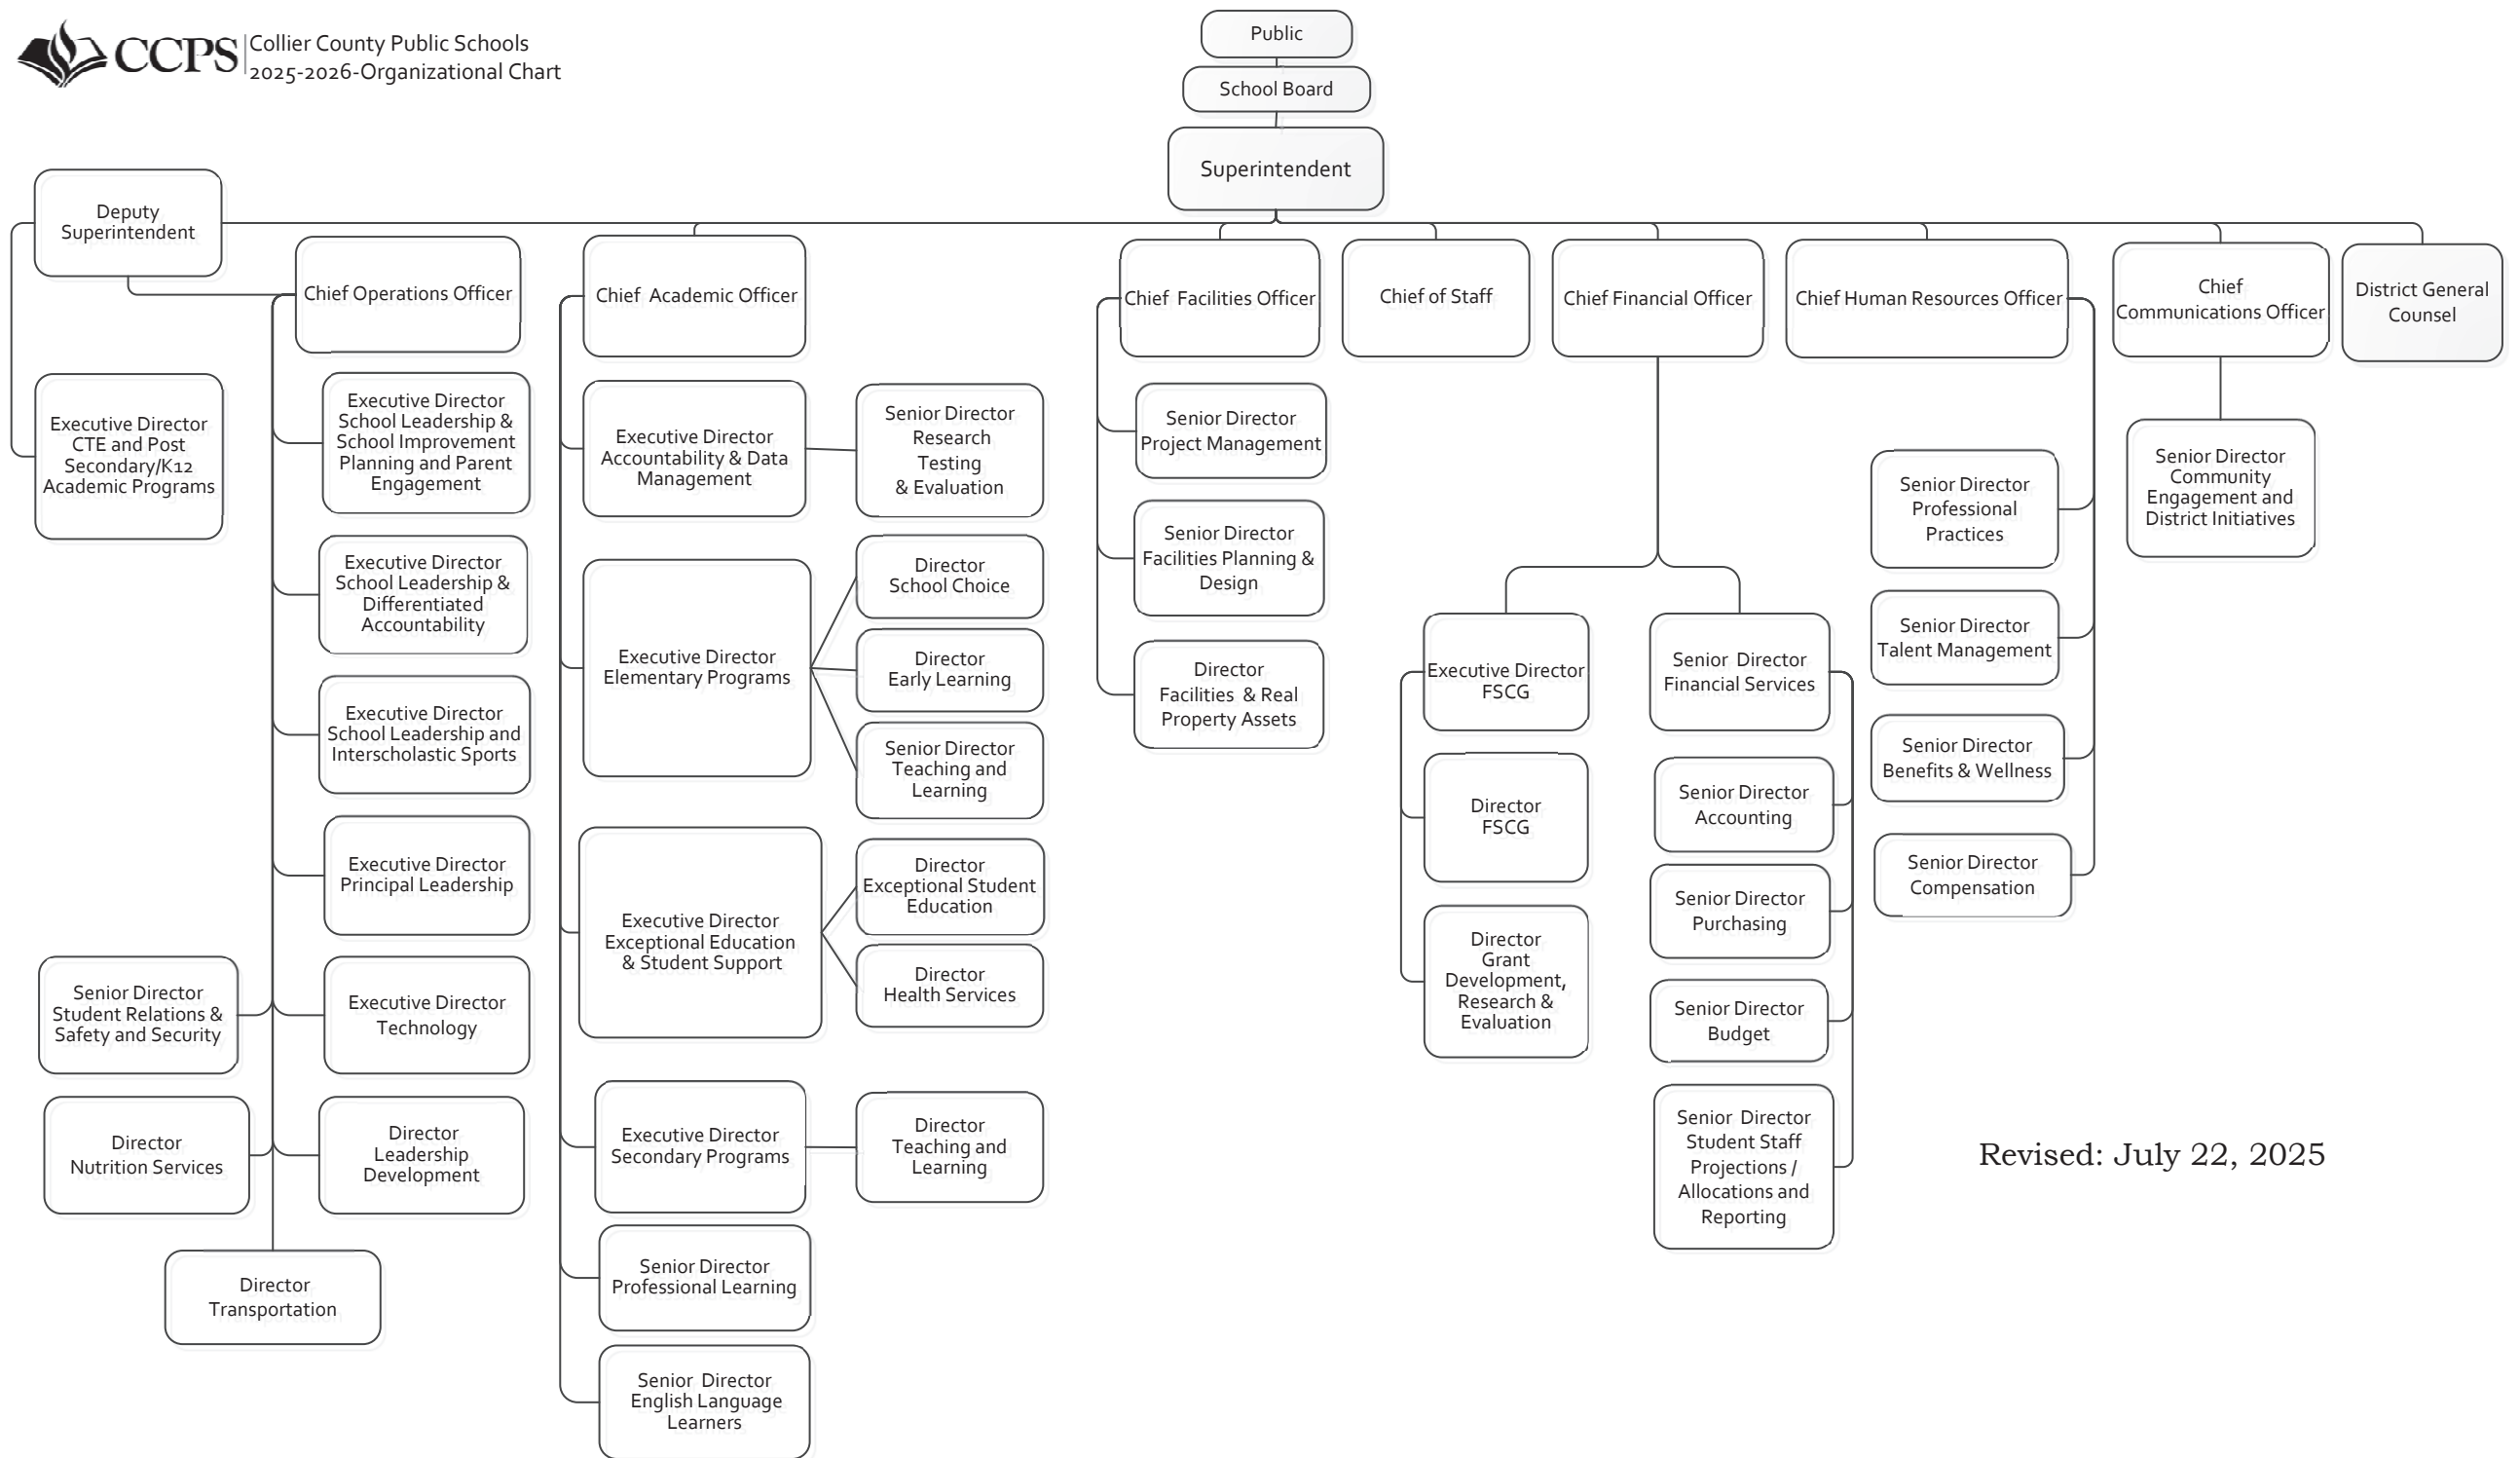 CCPS
Collier County Public Schools
2025-2026-Organizational Chart
Public
School Board
Superintendent
Deputy
Superintendent
Chief Operations Officer
Chief  Academic Officer
Chief  Facilities Officer
Chief of Staff
Chief Financial Officer
Chief Human Resources Officer
Chief
Communications Officer
District General
Counsel
Executive Director
CTE and Post
Secondary/K12
Academic Programs
Executive Director
School Leadership &
School Improvement
Planning and Parent
Engagement
Executive Director
School Leadership &
Differentiated
Accountability
Executive Director
School Leadership and
Interscholastic Sports
Executive Director
Principal Leadership
Senior Director
Student Relations &
Safety and Security
Executive Director
Technology
Director
Nutrition Services
Director
Leadership
Development
Director
Transportation
Executive Director
Accountability & Data
Management
Senior Director
Research
Testing
& Evaluation
Executive Director
Elementary Programs
Director
School Choice
Director
Early Learning
Senior Director
Teaching and
Learning
Executive Director
Exceptional Education
& Student Support
Director
Exceptional Student
Education
Director
Health Services
Executive Director
Secondary Programs
Director
Teaching and
Learning
Senior Director
Professional Learning
Senior  Director
English Language
Learners
Senior Director
Project Management
Senior Director
Facilities Planning &
Design
Director
Facilities  & Real
Property Assets
Executive Director
FSCG
Director
FSCG
Director
Grant
Development,
Research &
Evaluation
Senior  Director
Financial Services
Senior Director
Accounting
Senior Director
Purchasing
Senior Director
Budget
Senior  Director
Student Staff
Projections /
Allocations and
Reporting
Senior Director
Professional
Practices
Senior Director
Talent Management
Senior Director
Benefits & Wellness
Senior Director
Compensation
Senior Director
Community
Engagement and
District Initiatives
Revised: July 22, 2025